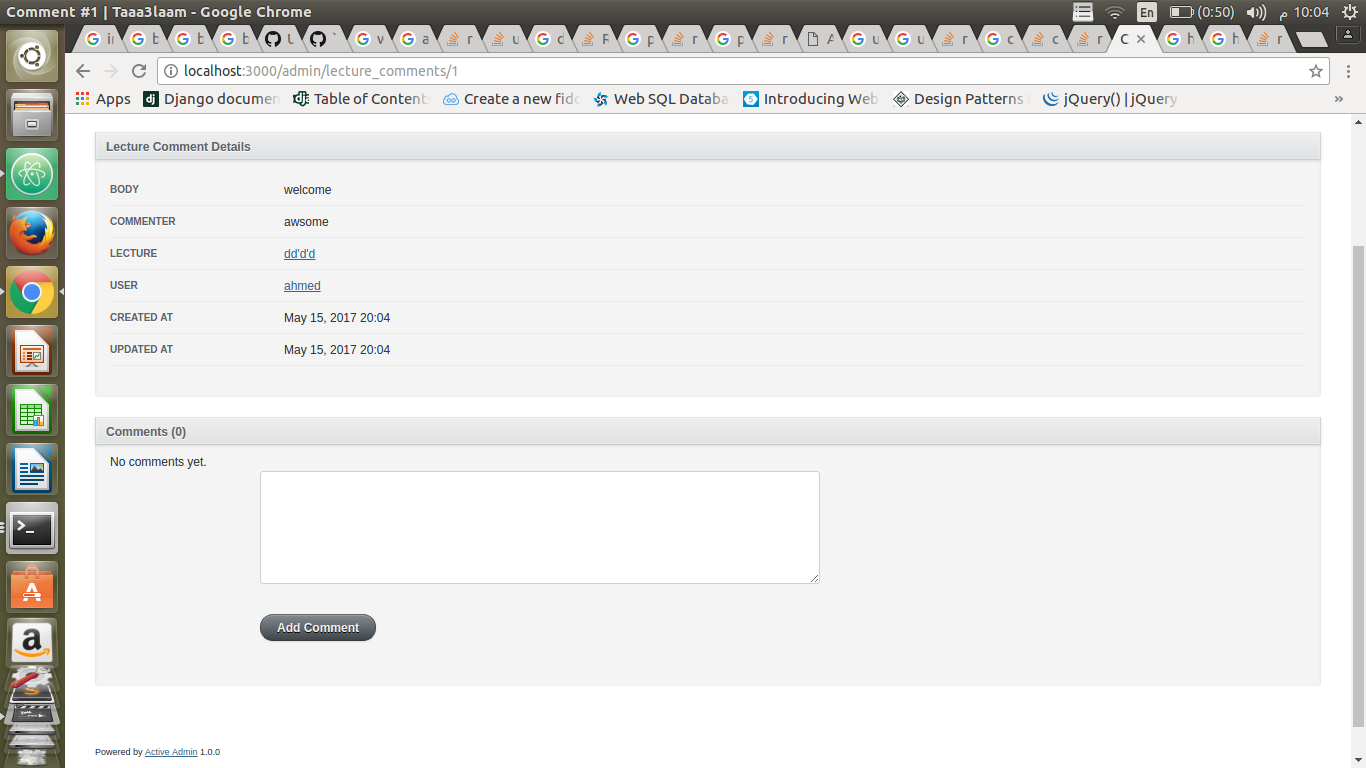 Comment #1 | Taaa3laam - Google Chrome
En (0:50) 10:04 م
localhost:3000/admin/lecture_comments/1
Apps Django documen Table of Content Create a new fidd Web SQL Databa Introducing Web Design Patterns jQuery() | jQuery »
Lecture Comment Details
BODY welcome
COMMENTER awsome
LECTURE dd'd'd
USER ahmed
CREATED AT May 15, 2017 20:04
UPDATED AT May 15, 2017 20:04
Comments (0)
No comments yet.
Add Comment
Powered by Active Admin 1.0.0